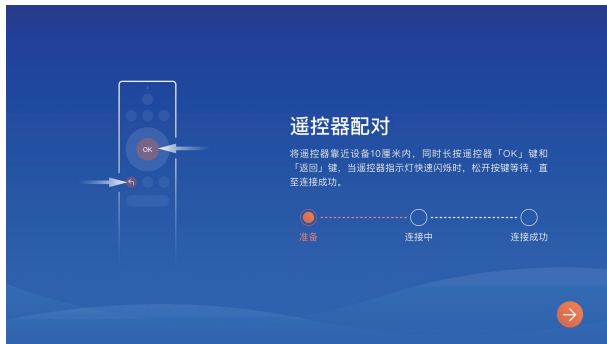 OK
遥控器配对
将遥控器靠近设备10厘米内，同时长按遥控器「OK」键和
「返回」键，当遥控器指示灯快速闪烁时，松开按键等待，直
至连接成功。
准备 连接中 连接成功